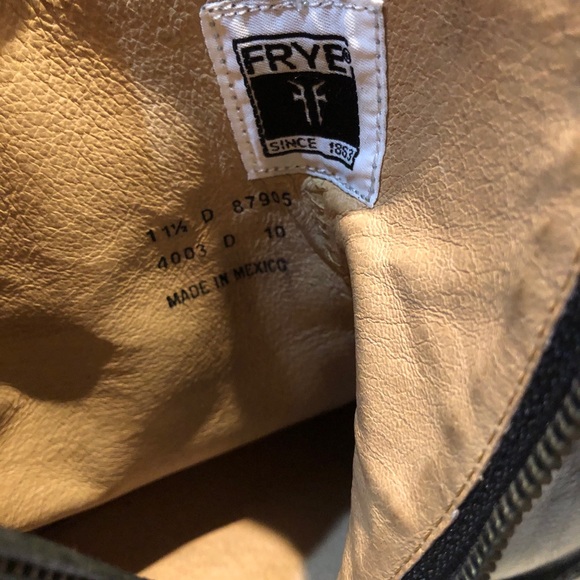 FRYE®
SINCE 1863
11½ D 87905
4003 D 10
MADE IN MEXICO